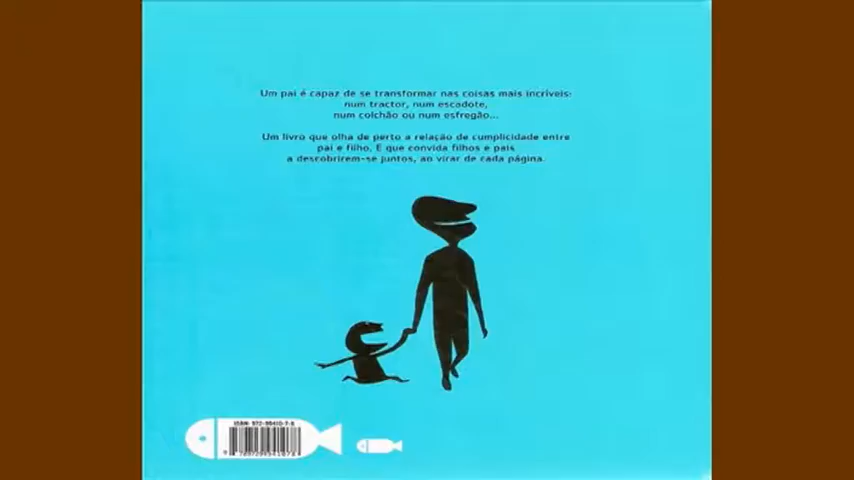 Um pai é capaz de se transformar nas coisas mais incríveis:
num tractor, num escadote,
num colchão ou num esfregão...
Um livro que olha de perto a relação de cumplicidade entre
pai e filho. E que convida filhos e pais
a descobrirem-se juntos, ao virar de cada página.